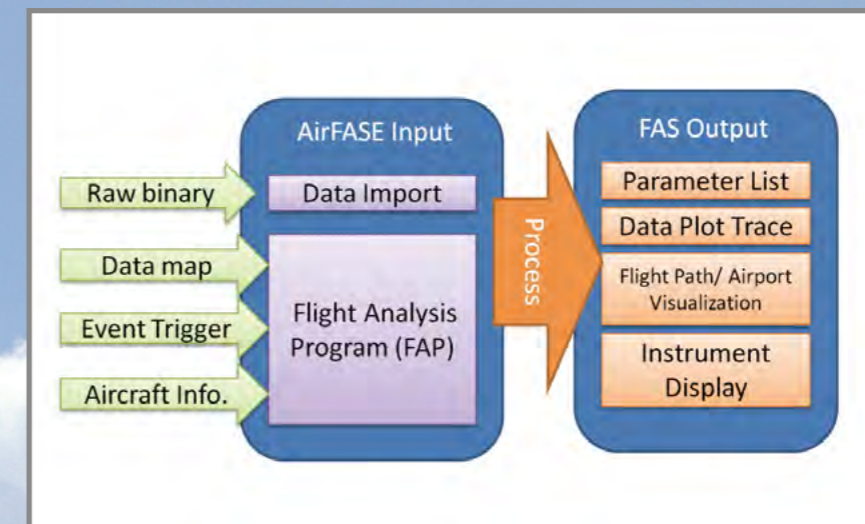 AirFASE Input
Raw binary
Data Import
Data map
Event Trigger
Aircraft Info.
Flight Analysis
Program (FAP)
Process
FAS Output
Parameter List
Data Plot Trace
Flight Path/ Airport
Visualization
Instrument
Display